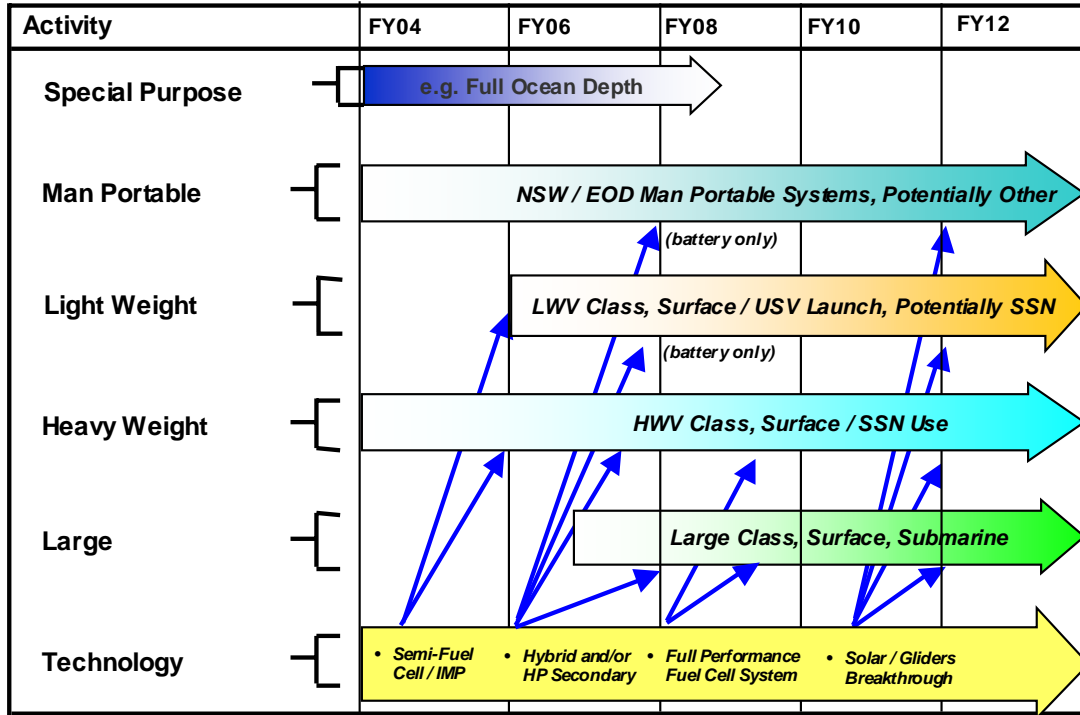 Activity FY04 FY06 FY08 FY10 FY12
Special Purpose
e.g. Full Ocean Depth
Man Portable
NSW / EOD Man Portable Systems, Potentially Other
(battery only)
Light Weight
LWV Class, Surface / USV Launch, Potentially SSN
(battery only)
Heavy Weight
HWV Class, Surface / SSN Use
Large
Large Class, Surface, Submarine
Technology
• Semi-Fuel
Cell / IMP
• Hybrid and/or
HP Secondary
• Full Performance
Fuel Cell System
• Solar / Gliders
Breakthrough